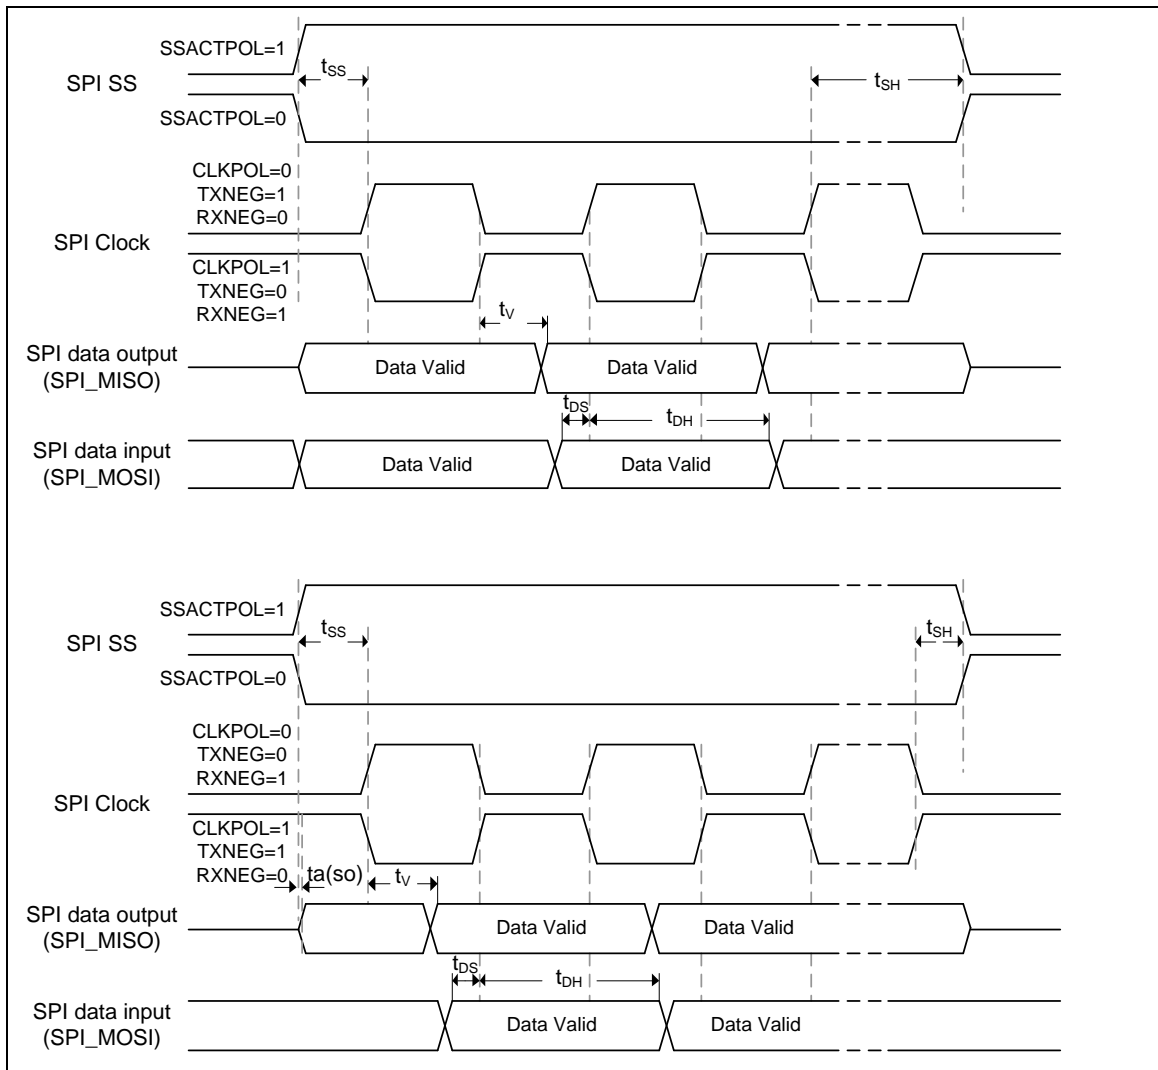 SSACTPOL=1
SPI SS
tSS
tSH
SSACTPOL=0
CLKPOL=0
TXNEG=1
RXNEG=0
SPI Clock
CLKPOL=1
TXNEG=0
RXNEG=1
tV
SPI data output
(SPI_MISO)
Data Valid
Data Valid
tDS
tDH
SPI data input
(SPI_MOSI)
Data Valid
Data Valid
SSACTPOL=1
SPI SS
tSS
tSH
SSACTPOL=0
CLKPOL=0
TXNEG=0
RXNEG=1
SPI Clock
CLKPOL=1
TXNEG=1
RXNEG=0
ta(so)
tV
SPI data output
(SPI_MISO)
Data Valid
Data Valid
tDS
tDH
SPI data input
(SPI_MOSI)
Data Valid
Data Valid